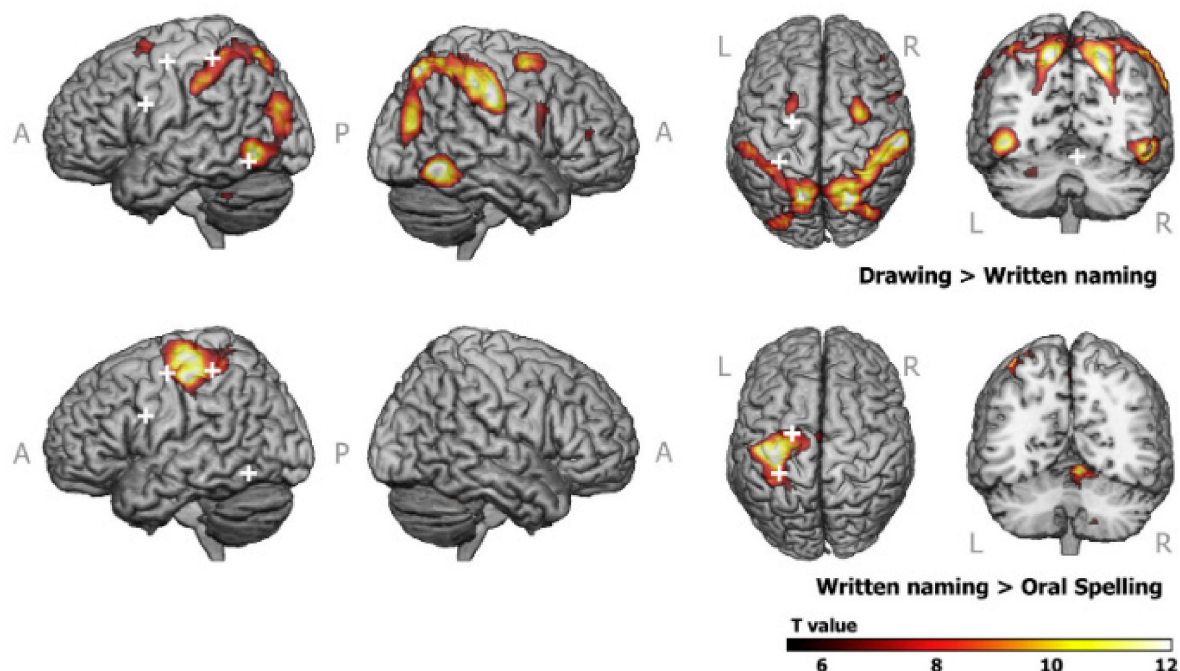 L R
A P A
L R
Drawing > Written naming
L R
A P A
L R
Written naming > Oral Spelling
T value
6 8 10 12